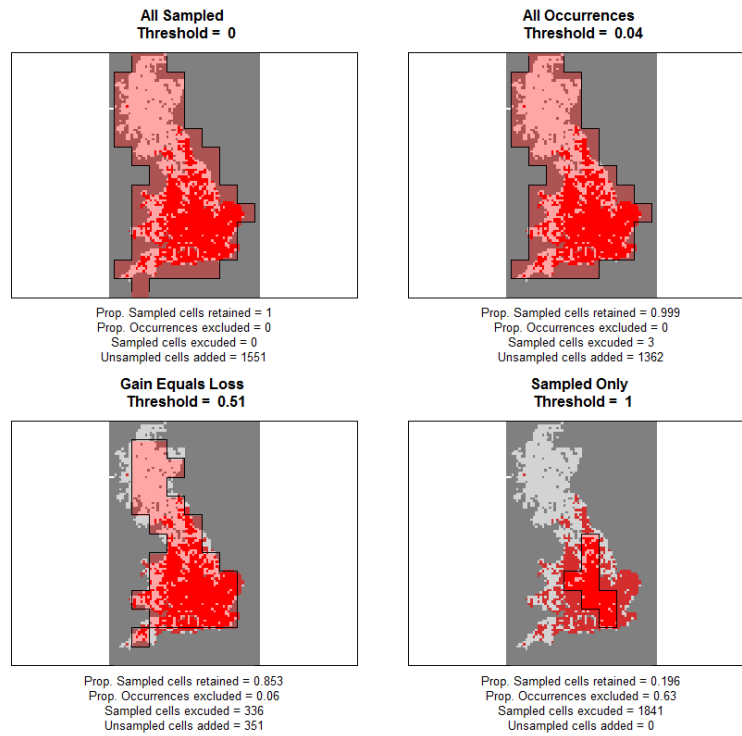 All Sampled
Threshold =  0
Prop. Sampled cells retained = 1
Prop. Occurrences excluded = 0
Sampled cells excuded = 0
Unsampled cells added = 1551
All Occurrences
Threshold =  0.04
Prop. Sampled cells retained = 0.999
Prop. Occurrences excluded = 0
Sampled cells excuded = 3
Unsampled cells added = 1362
Gain Equals Loss
Threshold =  0.51
Prop. Sampled cells retained = 0.853
Prop. Occurrences excluded = 0.06
Sampled cells excuded = 336
Unsampled cells added = 351
Sampled Only
Threshold =  1
Prop. Sampled cells retained = 0.196
Prop. Occurrences excluded = 0.63
Sampled cells excuded = 1841
Unsampled cells added = 0